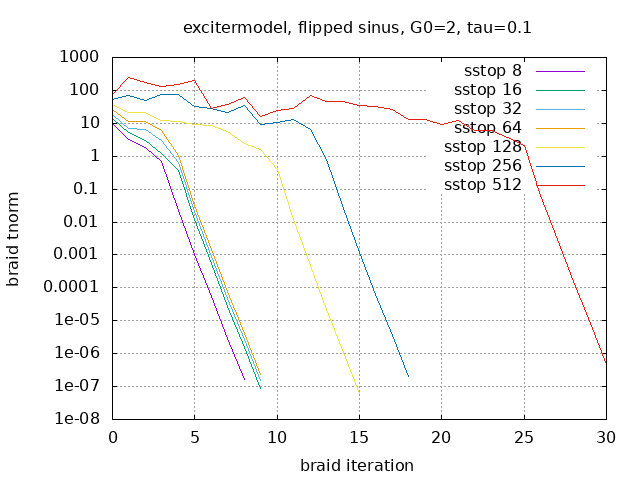 excitermodel, flipped sinus, G0=2, tau=0.1
1000
100
10
1
0.1
0.01
0.001
0.0001
1e-05
1e-06
1e-07
1e-08
braid tnorm
sstop 8
sstop 16
sstop 32
sstop 64
sstop 128
sstop 256
sstop 512
0 5 10 15 20 25 30
braid iteration